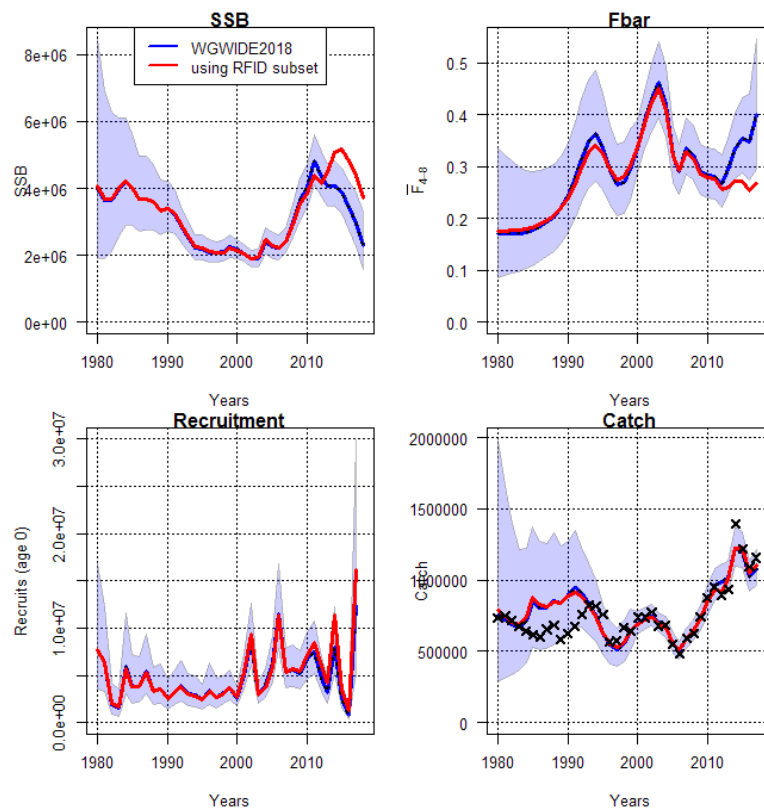 SSB
WGWIDE2018
using RFID subset
SSB
8e+06
6e+06
4e+06
2e+06
0e+00
1980 1990 2000 2010
Years
Fbar
F4−8
0.5
0.4
0.3
0.2
0.1
0.0
1980 1990 2000 2010
Years
Recruitment
Recruits (age 0)
3.0e+07
2.0e+07
1.0e+07
0.0e+00
1980 1990 2000 2010
Years
Catch
Catch
2000000
1500000
1000000
500000
0
1980 1990 2000 2010
Years